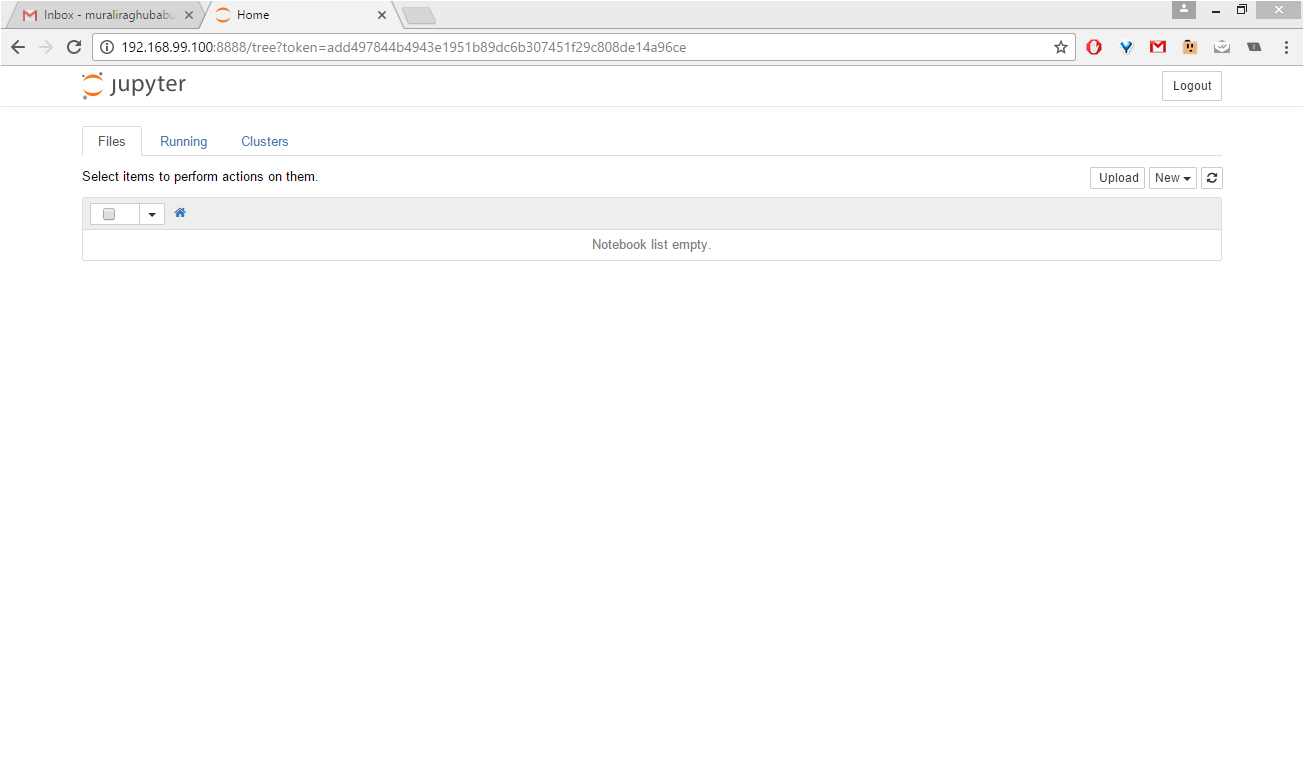 Inbox - muraliraghubabu
Home
192.168.99.100:8888/tree?token=add497844b4943e1951b89dc6b307451f29c808de14a96ce
jupyter
Logout
Files Running Clusters
Select items to perform actions on them.
Upload New
Notebook list empty.